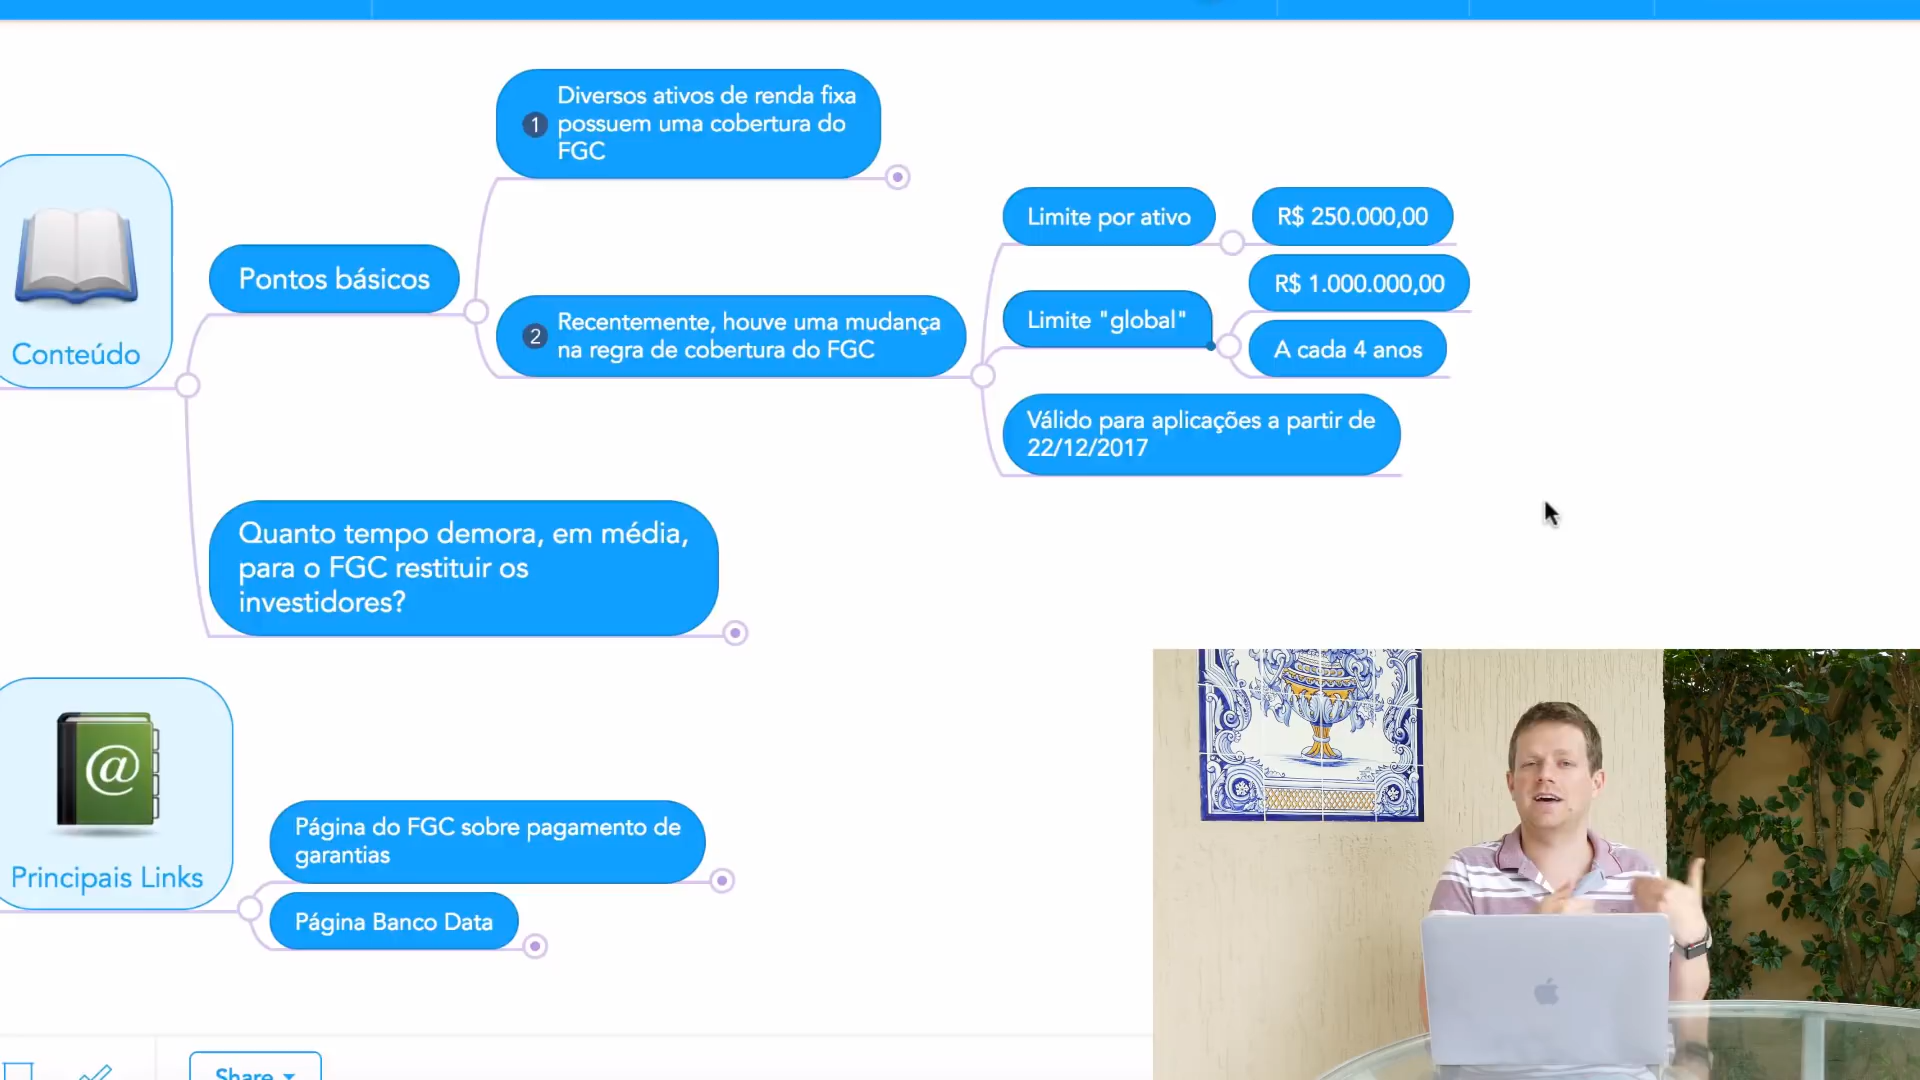 Conteúdo
Pontos básicos
1
Diversos ativos de renda fixa
possuem uma cobertura do
FGC
2
Recentemente, houve uma mudança
na regra de cobertura do FGC
Limite por ativo
R$ 250.000,00
Limite "global"
R$ 1.000.000,00
A cada 4 anos
Válido para aplicações a partir de
22/12/2017
Quanto tempo demora, em média,
para o FGC restituir os
investidores?
@
Principais Links
Página do FGC sobre pagamento de
garantias
Página Banco Data
Share